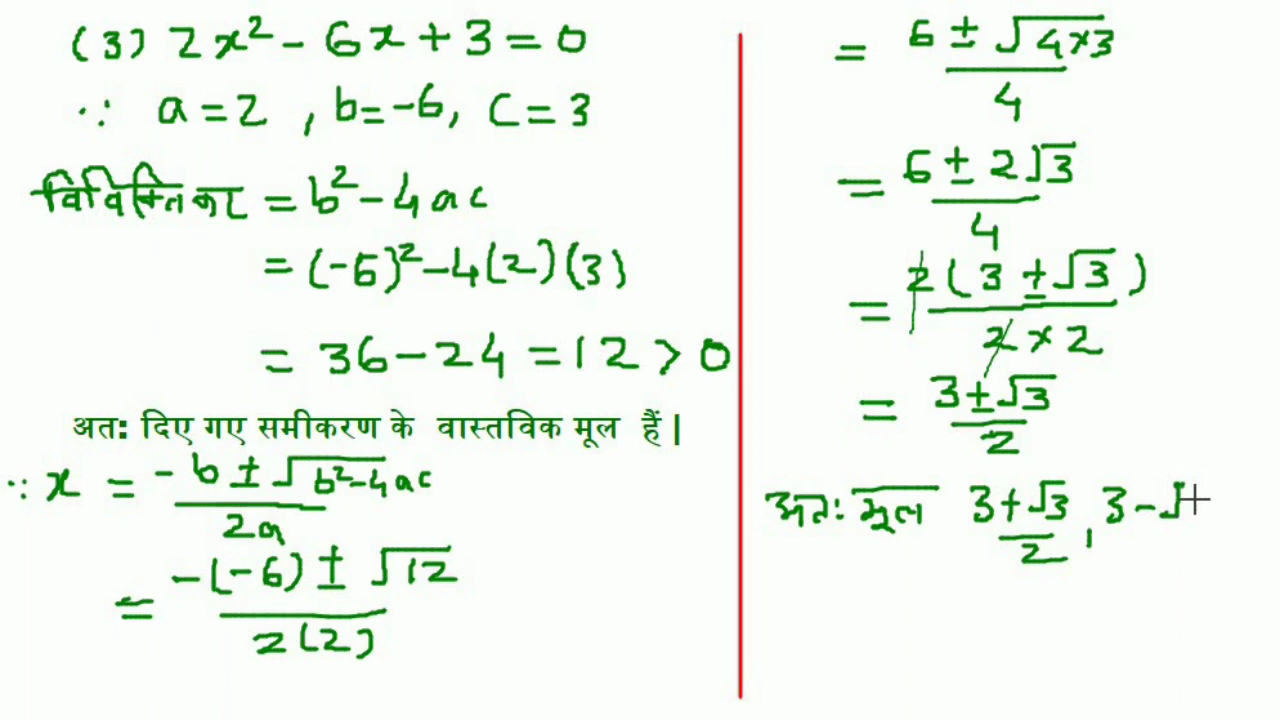 (3) 2x² - 6x + 3 = 0
∵ a = 2 , b = -6, c = 3
विविक्तिकर = b² - 4ac
= (-6)² - 4(2)(3)
= 36 - 24 = 12 > 0
अत: दिए गए समीकरण के वास्तविक मूल हैं |
∵ x = (-b ± √(b²-4ac)) / 2a
= (-(-6) ± √12) / 2(2)
= (6 ± √(4×3)) / 4
= (6 ± 2√3) / 4
= 2(3 ± √3) / (2 × 2)
= (3 ± √3) / 2
अत: मूल (3+√3)/2 , 3-√